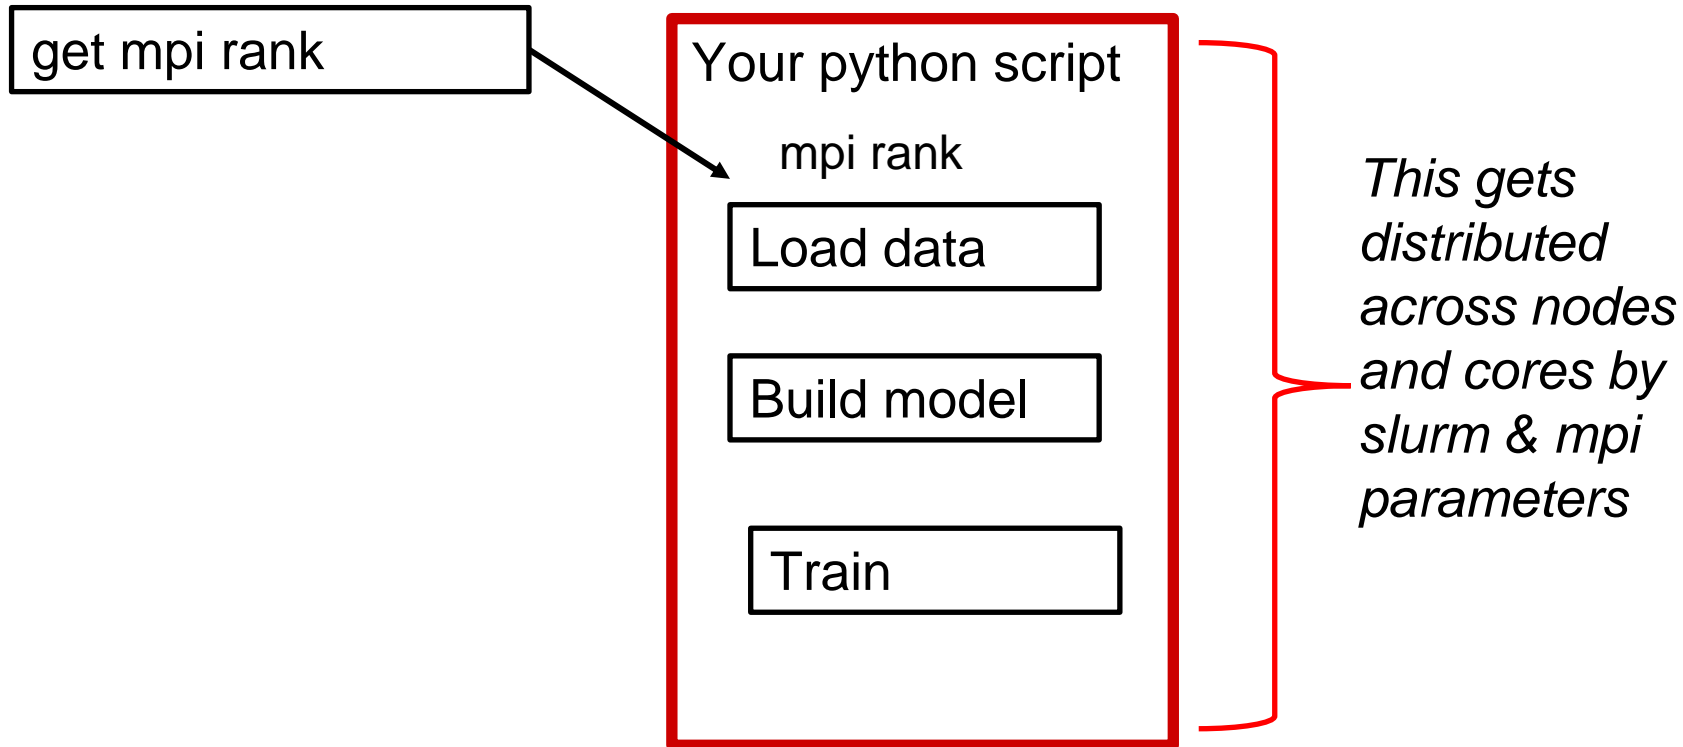 get mpi rank
Your python script
mpi rank
Load data
Build model
Train
This gets
distributed
across nodes
and cores by
slurm & mpi
parameters